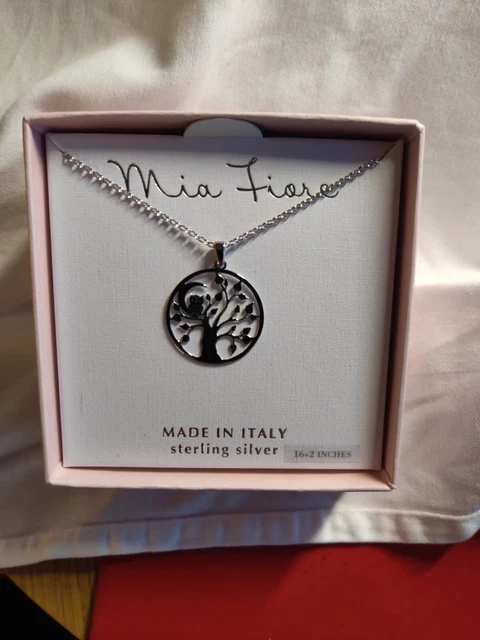 Mia Fiore
MADE IN ITALY
sterling silver
16+2 INCHES